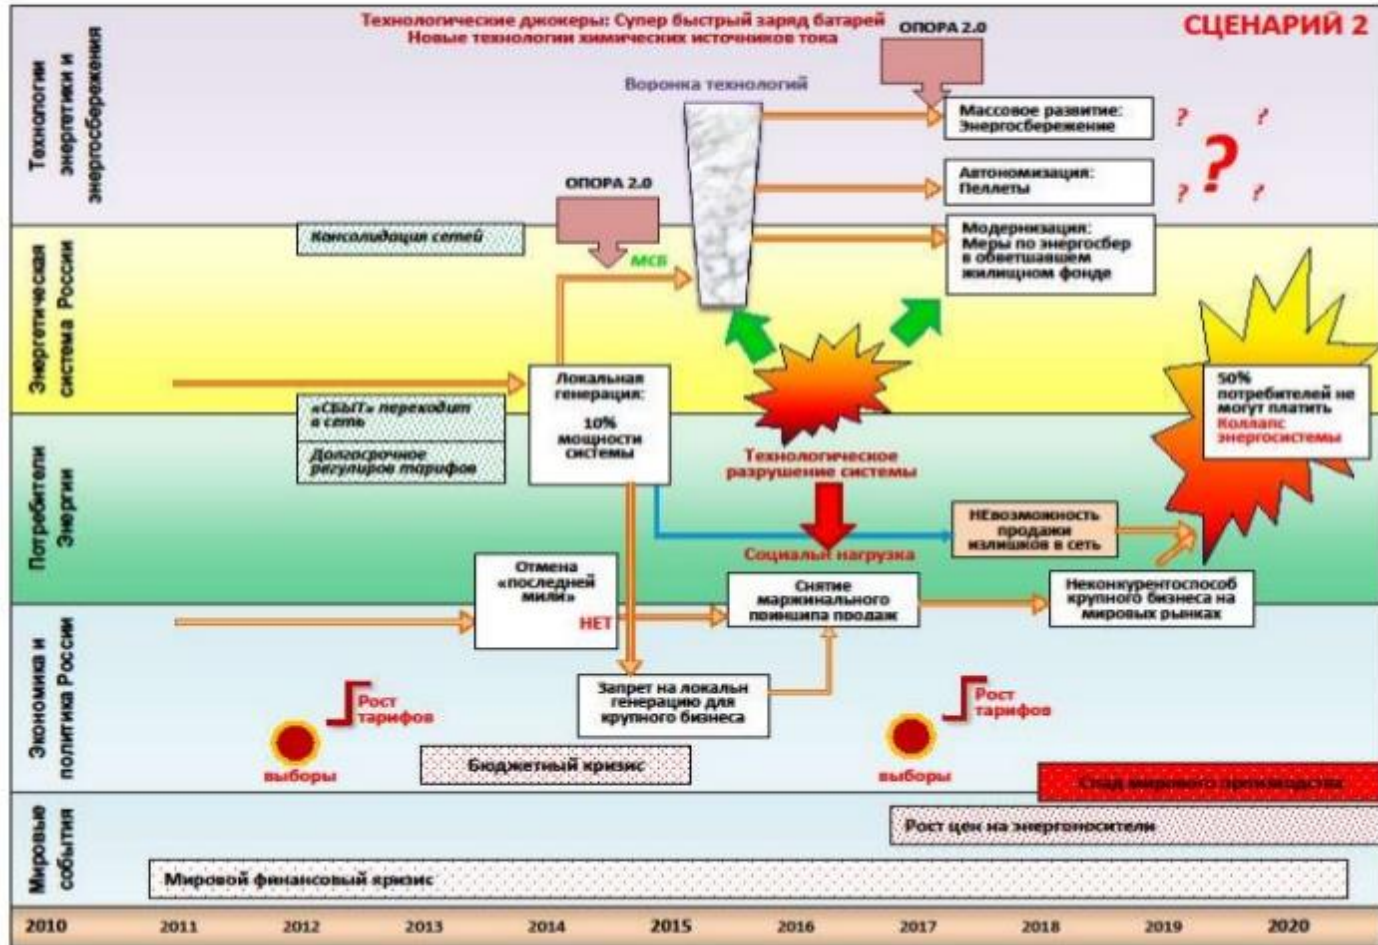 Технологические джокеры: Супер быстрый заряд батарей
Новые технологии химических источников тока
СЦЕНАРИЙ 2
Технологии
энергетики и
энергосбережения
ОПОРА 2.0
Воронка технологий
Массовое развитие:
Энергосбережение
? ?
?
? ?
Автономизация:
Пеллеты
ОПОРА 2.0
Модернизация:
Меры по энергосбер
в обветшавшем
жилищном фонде
Энергетическая
система России
Консолидация сетей
МСБ
Локальная
генерация:
10%
мощности
системы
50%
потребителей не
могут платить
Коллапс
энергосистемы
«СБЫТ» переходит
в сеть
Долгосрочное
регулиров тарифов
Потребители
Энергии
Технологическое
разрушение системы
НЕвозможность
продажи
излишков в сеть
Социальн нагрузка
Отмена
«последней
мили»
НЕТ
Снятие
маржинального
принципа продаж
Неконкурентоспособ
крупного бизнеса на
мировых рынках
Экономика и
политика России
Запрет на локальн
генерацию для
крупного бизнеса
Рост
тарифов
выборы
Рост
тарифов
выборы
Бюджетный кризис
Спад мирового производства
Мировые
события
Рост цен на энергоносители
Мировой финансовый кризис
2010 2011 2012 2013 2014 2015 2016 2017 2018 2019 2020